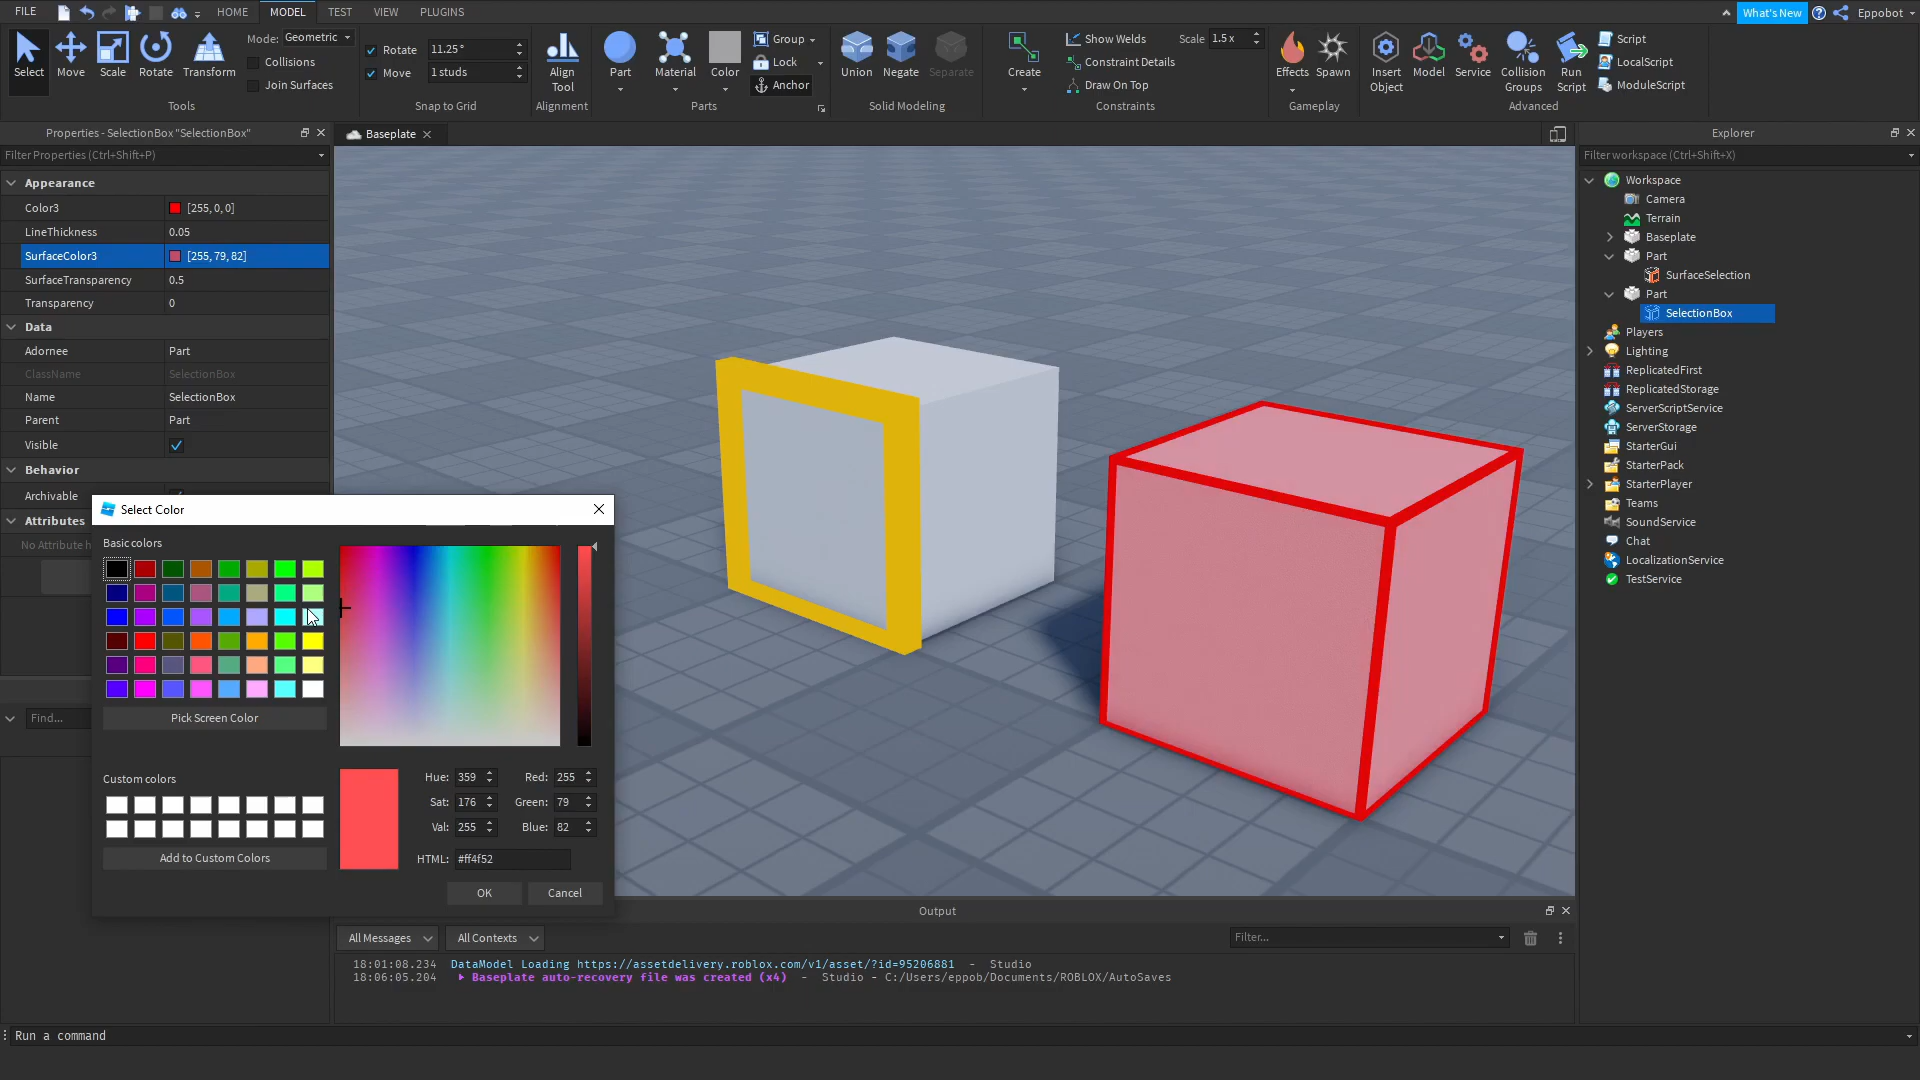 FILE HOME MODEL TEST VIEW PLUGINS What's New Eppobot
Select Move Scale Rotate Transform
Mode: Geometric
Collisions
Join Surfaces
Tools
Rotate 11.25°
Move 1 studs
Snap to Grid
Align
Tool
Alignment
Part Material Color
Group
Lock
Anchor
Parts
Union Negate Separate
Solid Modeling
Create
Show Welds
Constraint Details
Draw On Top
Scale 1.5 x
Constraints
Effects Spawn
Gameplay
Insert
Object
Model
Service
Collision
Groups
Run
Script
Script
LocalScript
ModuleScript
Advanced
Properties - SelectionBox "SelectionBox"
Filter Properties (Ctrl+Shift+P)
Appearance
Color3 [255, 0, 0]
LineThickness 0.05
SurfaceColor3 [255, 79, 82]
SurfaceTransparency 0.5
Transparency 0
Data
Adornee Part
ClassName SelectionBox
Name SelectionBox
Parent Part
Visible
Behavior
Archivable
Attributes
No Attribute h
Find...
Select Color
Basic colors
Pick Screen Color
Custom colors
Add to Custom Colors
Hue: 359 Red: 255
Sat: 176 Green: 79
Val: 255 Blue: 82
HTML: #ff4f52
OK Cancel
Baseplate
Explorer
Filter workspace (Ctrl+Shift+X)
Workspace
Camera
Terrain
Baseplate
Part
SurfaceSelection
Part
SelectionBox
Players
Lighting
ReplicatedFirst
ReplicatedStorage
ServerScriptService
ServerStorage
StarterGui
StarterPack
StarterPlayer
Teams
SoundService
Chat
LocalizationService
TestService
Output
All Messages All Contexts Filter...
18:01:08.234 DataModel Loading https://assetdelivery.roblox.com/v1/asset/?id=95206881 - Studio
18:06:05.204 Baseplate auto-recovery file was created (x4) - Studio - C:/Users/eppob/Documents/ROBLOX/AutoSaves
Run a command